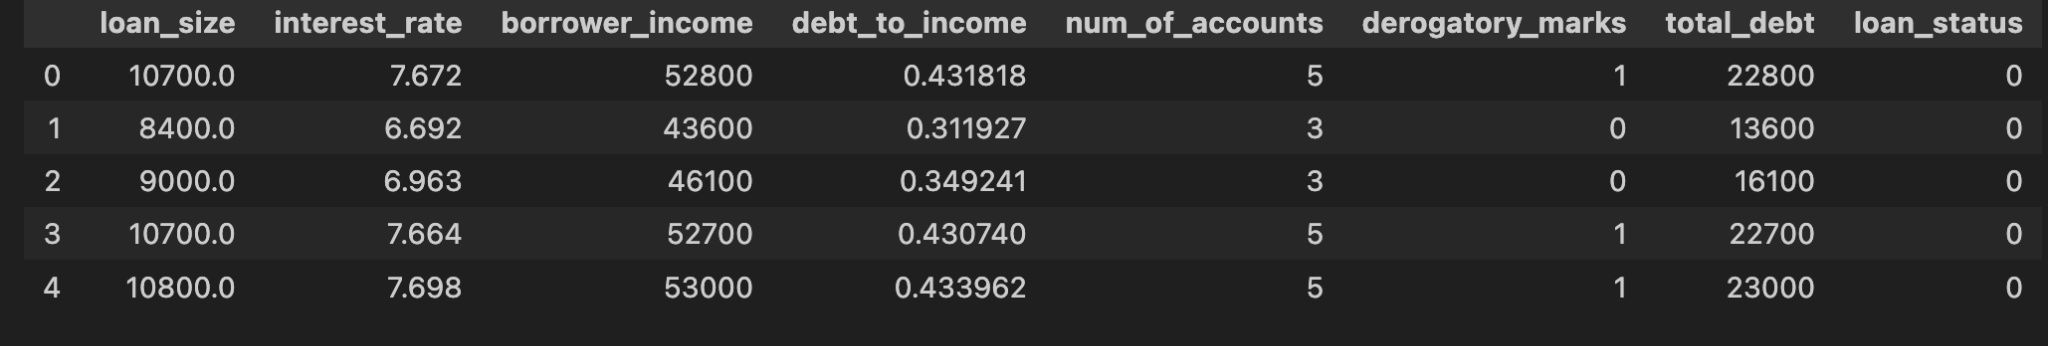 loan_size interest_rate borrower_income debt_to_income num_of_accounts derogatory_marks total_debt loan_status
0 10700.0 7.672 52800 0.431818 5 1 22800 0
1 8400.0 6.692 43600 0.311927 3 0 13600 0
2 9000.0 6.963 46100 0.349241 3 0 16100 0
3 10700.0 7.664 52700 0.430740 5 1 22700 0
4 10800.0 7.698 53000 0.433962 5 1 23000 0